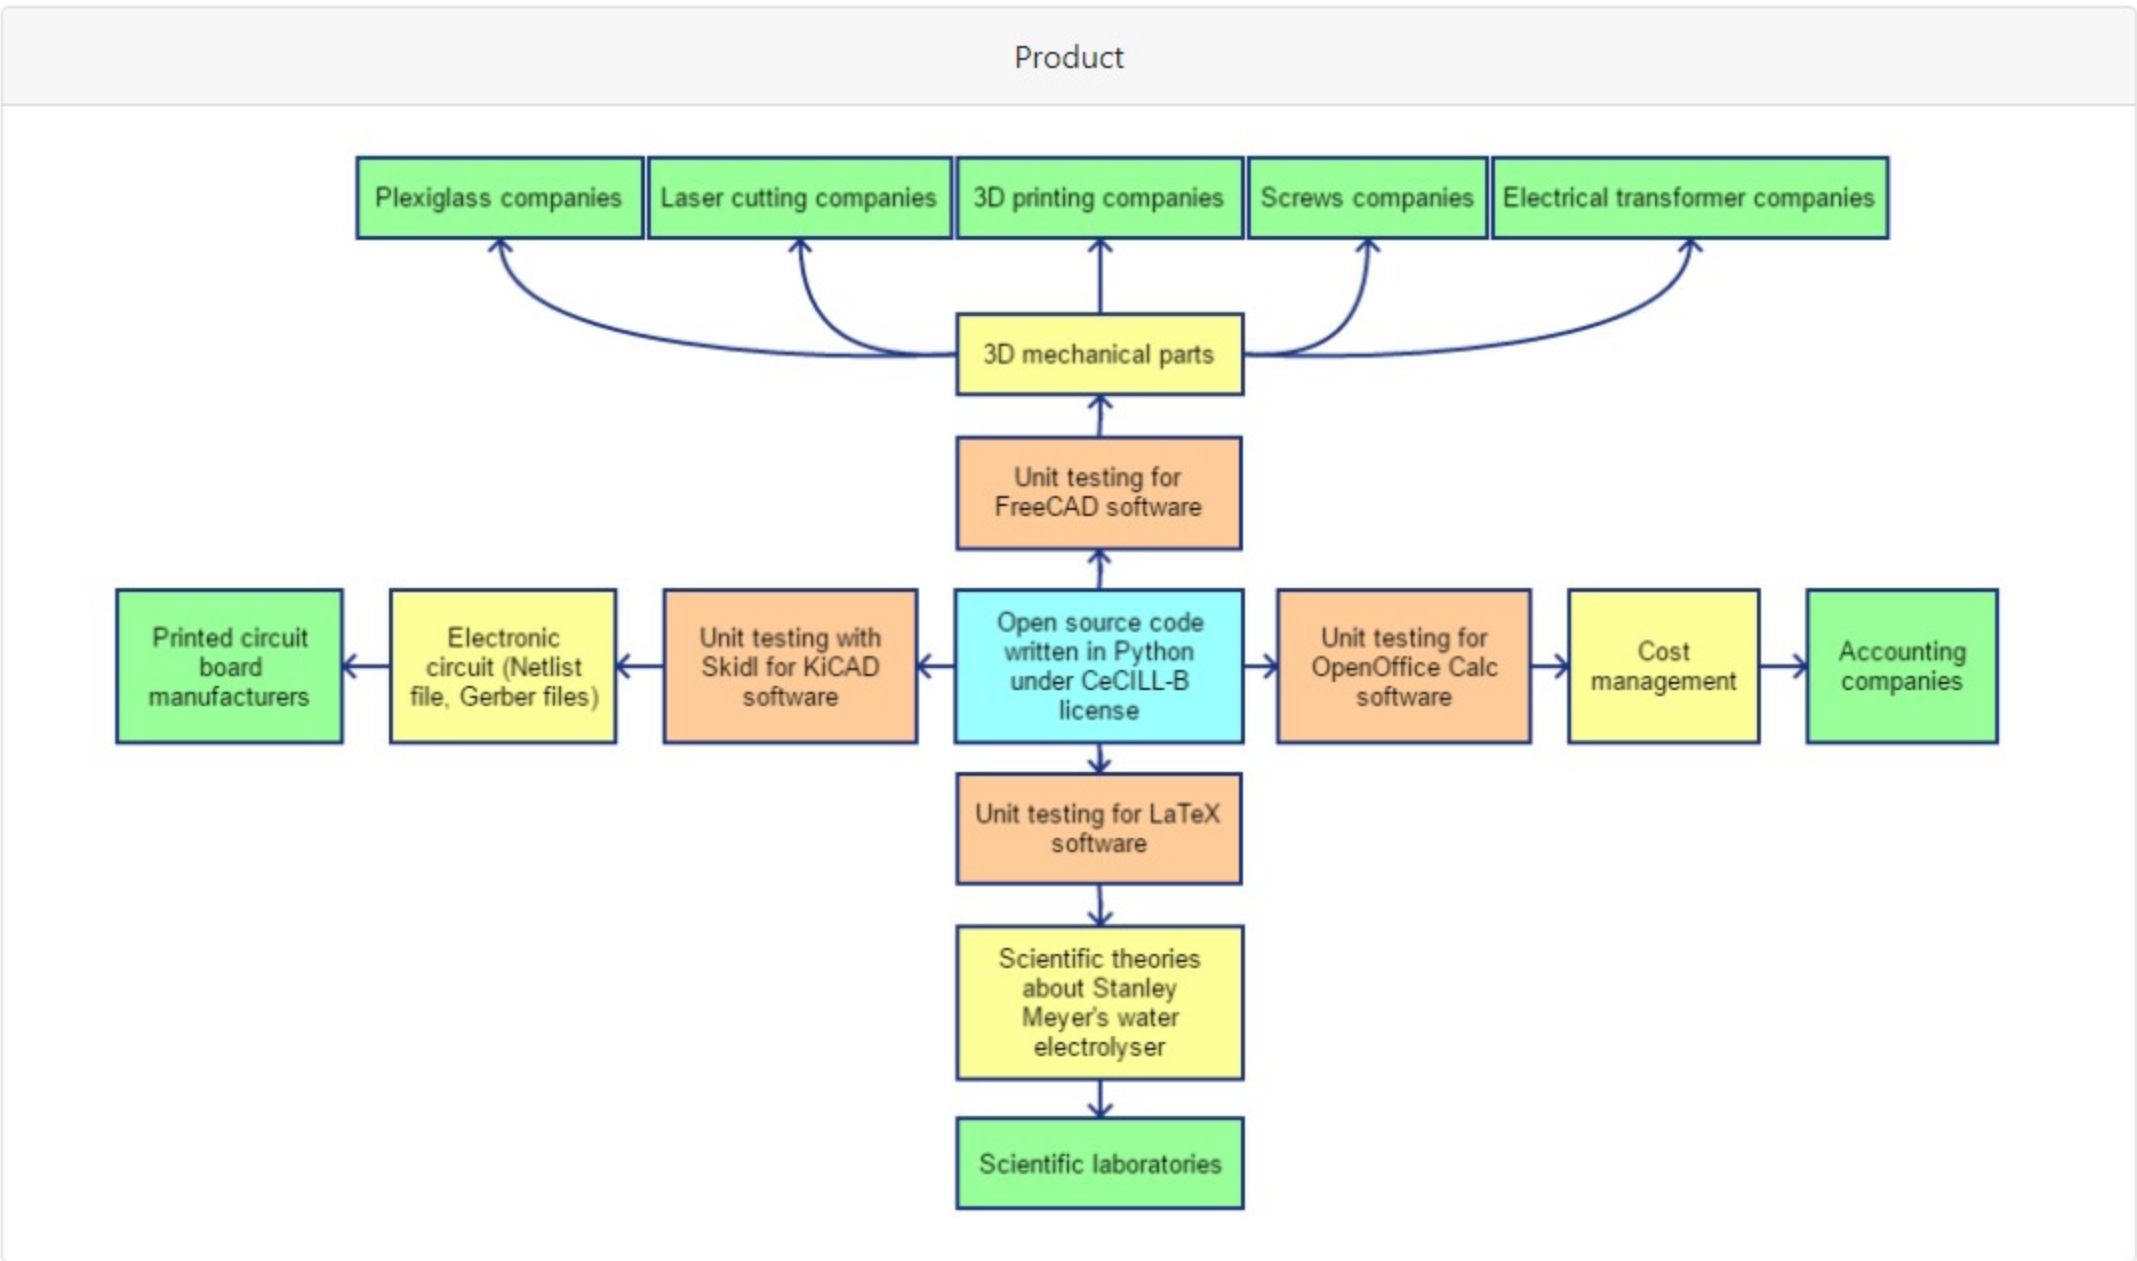 Product
Plexiglass companies
Laser cutting companies
3D printing companies
Screws companies
Electrical transformer companies
3D mechanical parts
Unit testing for
FreeCAD software
Printed circuit
board
manufacturers
Electronic
circuit (Netlist
file, Gerber files)
Unit testing with
Skidl for KiCAD
software
Open source code
written in Python
under CeCILL-B
license
Unit testing for
OpenOffice Calc
software
Cost
management
Accounting
companies
Unit testing for LaTeX
software
Scientific theories
about Stanley
Meyer's water
electrolyser
Scientific laboratories